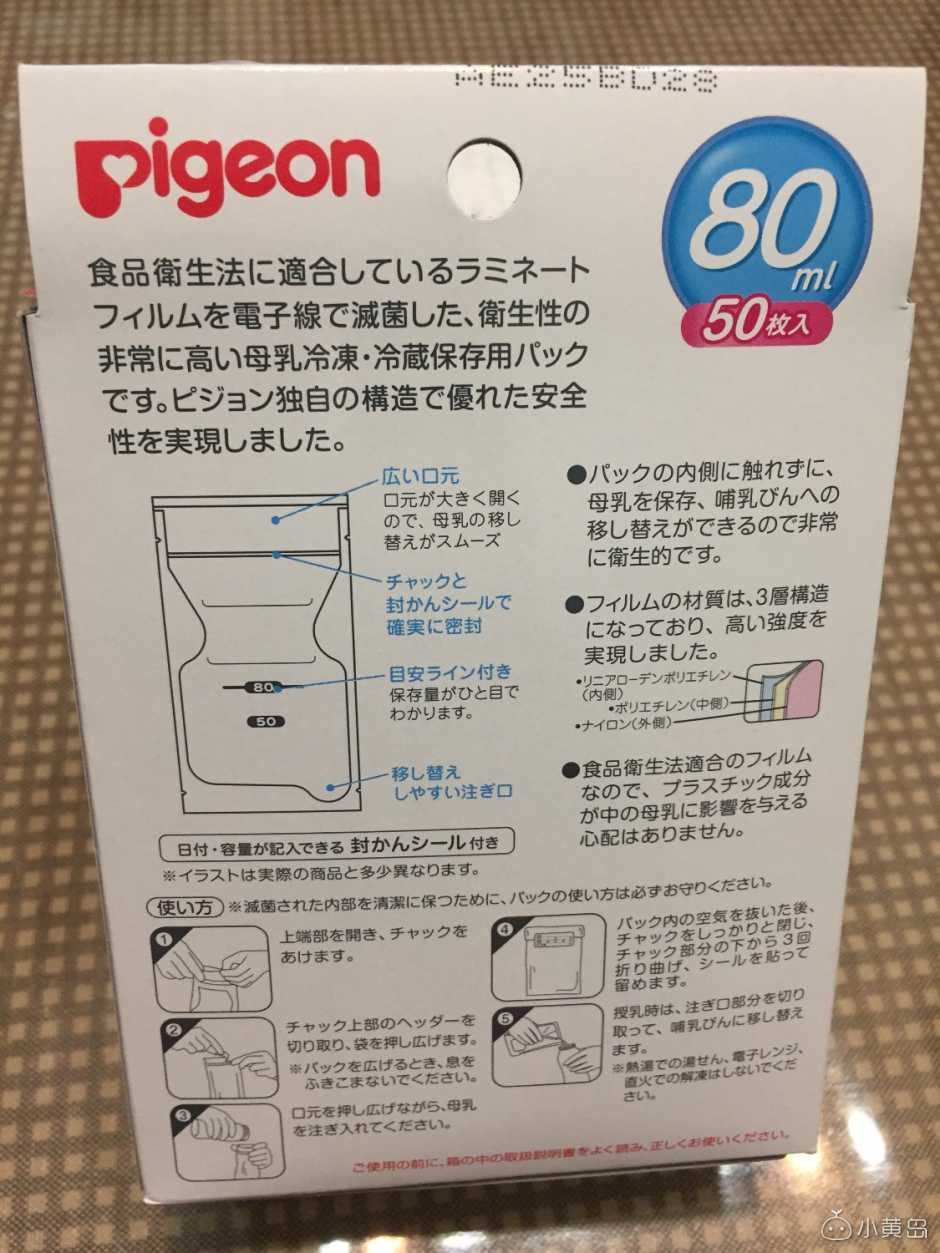 AE25BD28
Pigeon
80
ml
50枚入
食品衛生法に適合しているラミネート
フィルムを電子線で滅菌した、衛生性の
非常に高い母乳冷凍・冷蔵保存用パック
です。ピジョン独自の構造で優れた安全
性を実現しました。
広い口元
口元が大きく開く
ので、母乳の移し
替えがスムーズ
チャックと
封かんシールで
確実に密封
目安ライン付き
保存量がひと目で
わかります。
移し替え
しやすい注ぎ口
80
50
日付・容量が記入できる 封かんシール付き
※イラストは実際の商品と多少異なります。
●パックの内側に触れずに、
母乳を保存、哺乳びんへの
移し替えができるので非常
に衛生的です。
●フィルムの材質は、3層構造
になっており、高い強度を
実現しました。
・リニアローデンポリエチレン
(内側)
・ポリエチレン(中側)
・ナイロン(外側)
●食品衛生法適合のフィルム
なので、プラスチック成分
が中の母乳に影響を与える
心配はありません。
使い方 ※滅菌された内部を清潔に保つために、パックの使い方は必ずお守りください。
1
上端部を開き、チャックを
あけます。
2
チャック上部のヘッダーを
切り取り、袋を押し広げます。
※パックを広げるとき、息を
ふきこまないでください。
3
口元を押し広げながら、母乳
を注ぎ入れてください。
4
パック内の空気を抜いた後、
チャックをしっかりと閉じ、
チャック部分の下から3回
折り曲げ、シールを貼って
留めます。
5
授乳時は、注ぎ口部分を切り
取って、哺乳びんに移し替え
ます。
※熱湯での湯せん、電子レンジ、
直火での解凍はしないでくだ
さい。
ご使用の前に、箱の中の取扱説明書をよく読み、正しくお使いください。
小黄岛